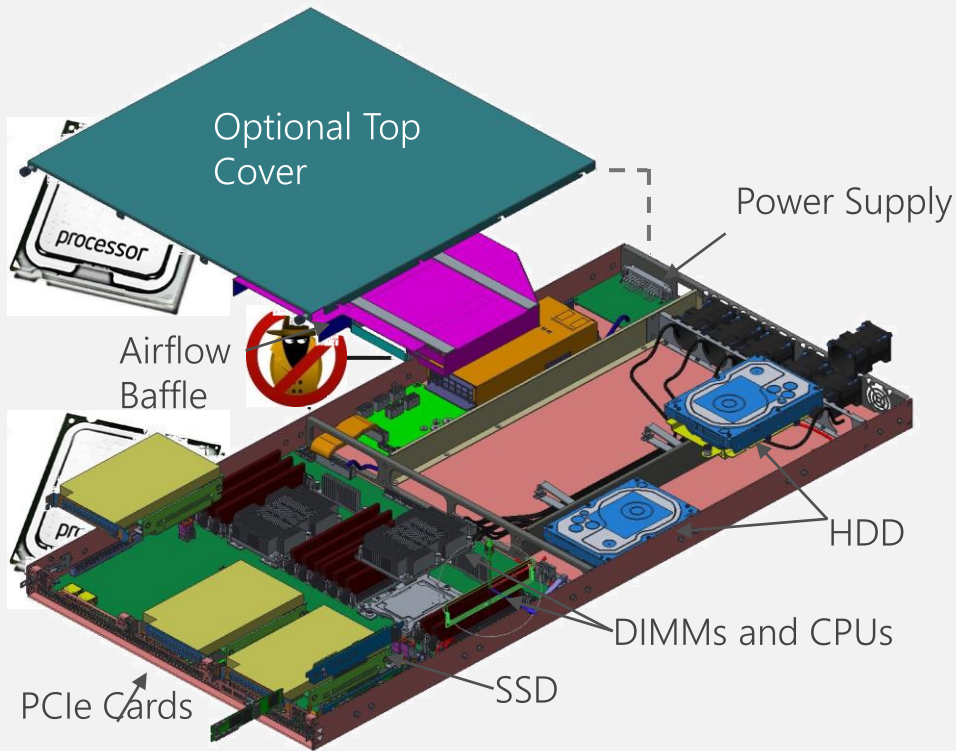 Optional Top
Cover
Power Supply
processor
Airflow
Baffle
HDD
DIMMs and CPUs
SSD
PCIe Cards